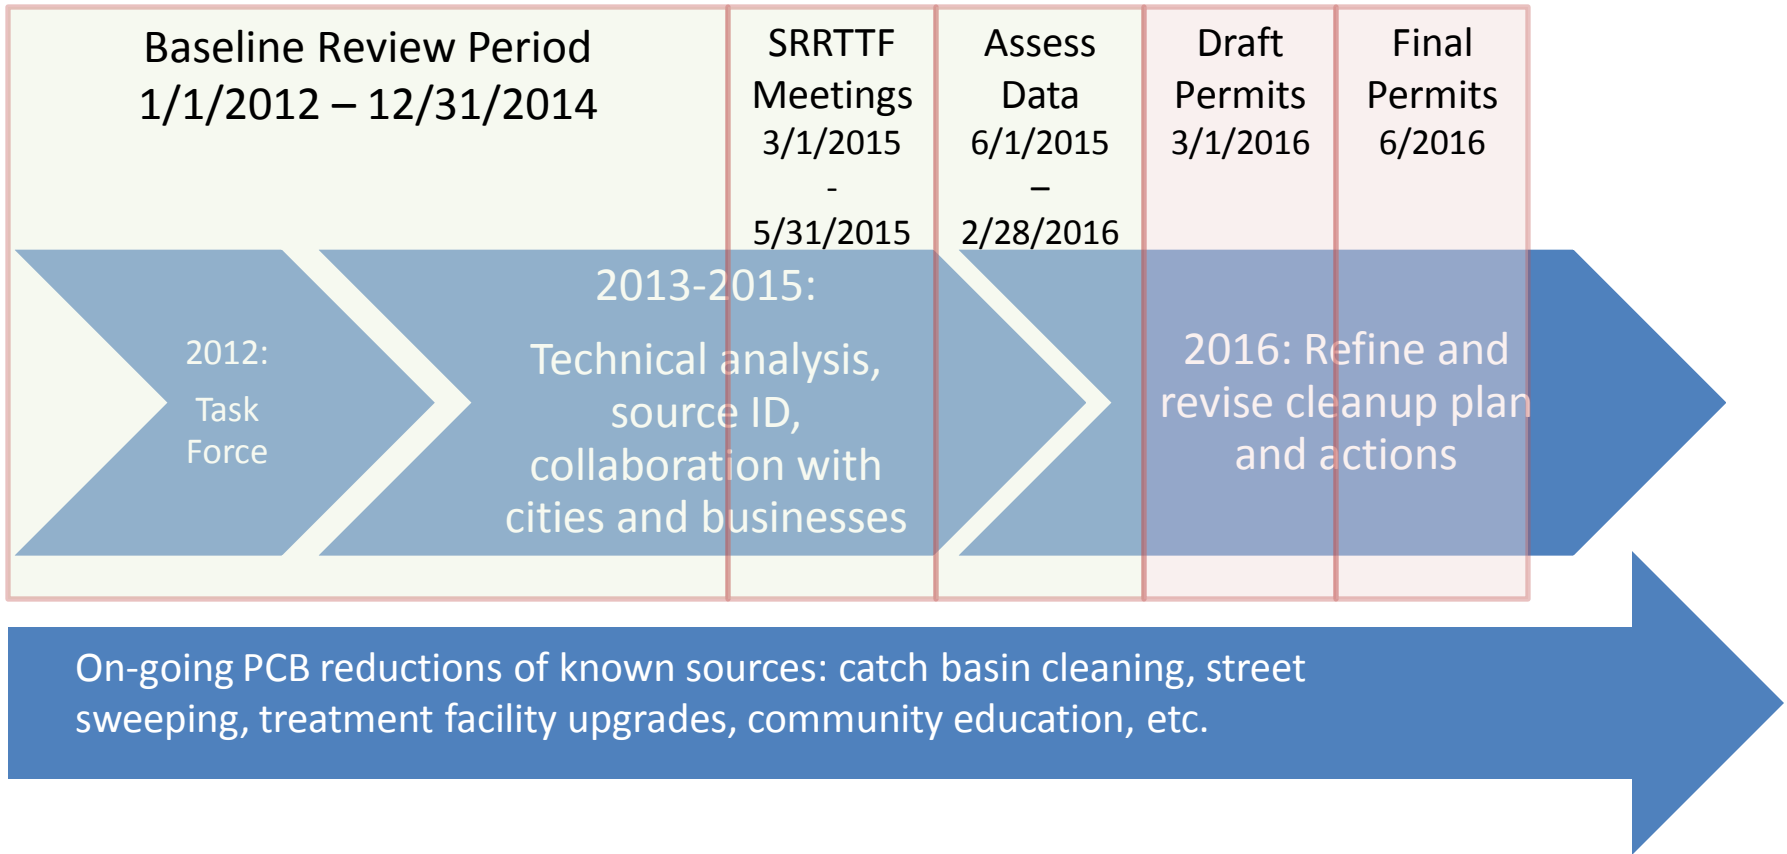 Baseline Review Period
1/1/2012 – 12/31/2014
SRRTTF
Meetings
3/1/2015
-
5/31/2015
Assess
Data
6/1/2015
–
2/28/2016
Draft
Permits
3/1/2016
Final
Permits
6/2016
2012:
Task
Force
2013-2015:
Technical analysis,
source ID,
collaboration with
cities and businesses
2016: Refine and
revise cleanup plan
and actions
On-going PCB reductions of known sources: catch basin cleaning, street
sweeping, treatment facility upgrades, community education, etc.